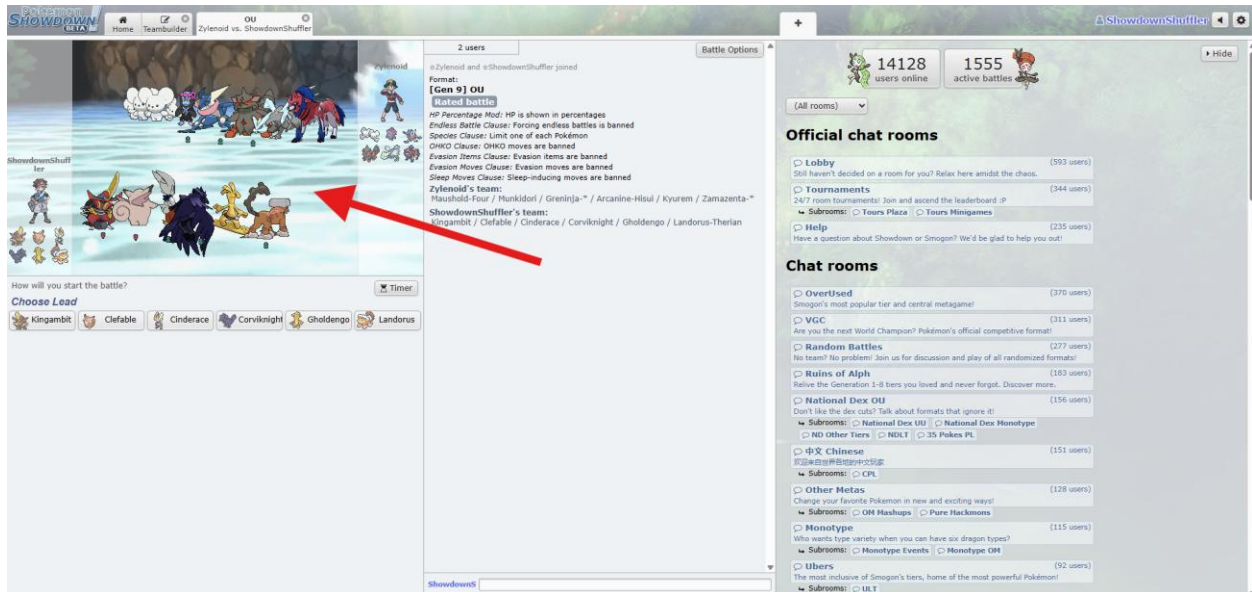 Pokémon
SHOWDOWN
BETA
Home
Teambuilder
OU
Zylenoid vs. ShowdownShuffler
+
ShowdownShuffler
Zylenoid
ShowdownShuff
ler
How will you start the battle?
Timer
Choose Lead
Kingambit
Clefable
Cinderace
Corviknight
Gholdengo
Landorus
2 users
Battle Options
☆Zylenoid and ☆ShowdownShuffler joined
Format:
[Gen 9] OU
Rated battle
HP Percentage Mod: HP is shown in percentages
Endless Battle Clause: Forcing endless battles is banned
Species Clause: Limit one of each Pokémon
OHKO Clause: OHKO moves are banned
Evasion Items Clause: Evasion items are banned
Evasion Moves Clause: Evasion moves are banned
Sleep Moves Clause: Sleep-inducing moves are banned
Zylenoid's team:
Maushold-Four / Munkidori / Greninja-* / Arcanine-Hisui / Kyurem / Zamazenta-*
ShowdownShuffler's team:
Kingambit / Clefable / Cinderace / Corviknight / Gholdengo / Landorus-Therian
ShowdownS
14128
users online
1555
active battles
Hide
(All rooms)
Official chat rooms
Lobby (593 users)
Still haven't decided on a room for you? Relax here amidst the chaos.
Tournaments (344 users)
24/7 room tournaments! Join and ascend the leaderboard :P
Subrooms: Tours Plaza Tours Minigames
Help (235 users)
Have a question about Showdown or Smogon? We'd be glad to help you out!
Chat rooms
OverUsed (370 users)
Smogon's most popular tier and central metagame!
VGC (311 users)
Are you the next World Champion? Pokémon's official competitive format!
Random Battles (277 users)
No team? No problem! Join us for discussion and play of all randomized formats!
Ruins of Alph (183 users)
Relive the Generation 1-8 tiers you loved and never forgot. Discover more.
National Dex OU (156 users)
Don't like the dex cuts? Talk about formats that ignore it!
Subrooms: National Dex UU National Dex Monotype
ND Other Tiers NDLT 35 Pokes PL
中文 Chinese (151 users)
欢迎来自世界各地的中文玩家
Subrooms: CPL
Other Metas (128 users)
Change your favorite Pokemon in new and exciting ways!
Subrooms: OM Mashups Pure Hackmons
Monotype (115 users)
Who wants type variety when you can have six dragon types?
Subrooms: Monotype Events Monotype OM
Ubers (92 users)
The most inclusive of Smogon's tiers, home of the most powerful Pokémon!
Subrooms: ULT